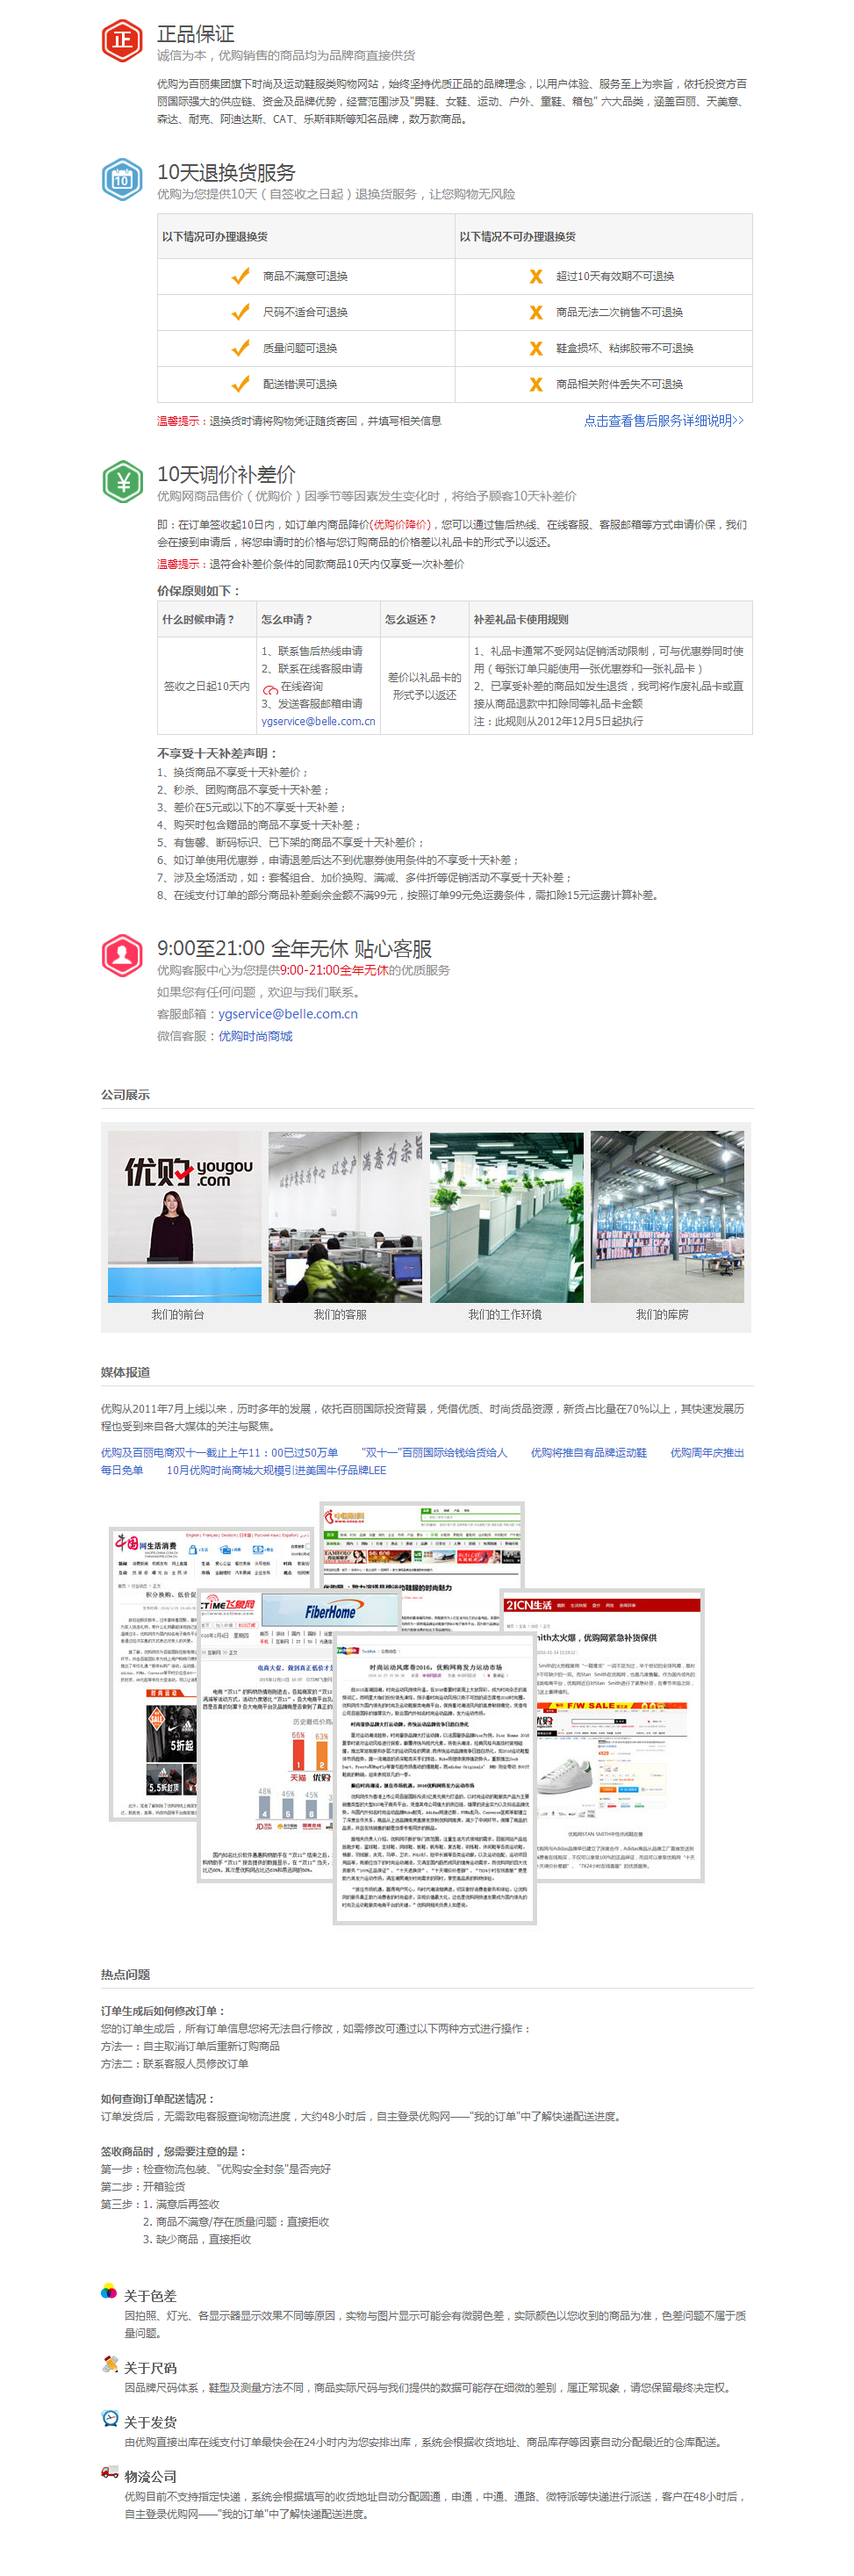 正
正品保证
诚信为本，优购销售的商品均为品牌商直接供货
优购为百丽集团旗下时尚及运动鞋服类购物网站，始终坚持优质正品的品牌理念，以用户体验、服务至上为宗旨，依托投资方百
丽国际强大的供应链、资金及品牌优势，经营范围涉及"男鞋、女鞋、运动、户外、童鞋、箱包" 六大品类，涵盖百丽、天美意、
森达、耐克、阿迪达斯、CAT、乐斯菲斯等知名品牌，数万款商品。
10
10天退换货服务
优购为您提供10天（自签收之日起）退换货服务，让您购物无风险
以下情况可办理退换货 以下情况不可办理退换货
商品不满意可退换 超过10天有效期不可退换
尺码不适合可退换 商品无法二次销售不可退换
质量问题可退换 鞋盒损坏、粘绑胶带不可退换
配送错误可退换 商品相关附件丢失不可退换
温馨提示：退换货时请将购物凭证随货寄回，并填写相关信息 点击查看售后服务详细说明>>
¥
10天调价补差价
优购网商品售价（优购价）因季节等因素发生变化时，将给予顾客10天补差价
即：在订单签收起10日内，如订单内商品降价(优购价降价)，您可以通过售后热线、在线客服、客服邮箱等方式申请价保，我们
会在接到申请后，将您申请时的价格与您订购商品的价格差以礼品卡的形式予以返还。
温馨提示：退符合补差价条件的同款商品10天内仅享受一次补差价
价保原则如下：
什么时候申请？ 怎么申请？ 怎么返还？ 补差礼品卡使用规则
签收之日起10天内
1、联系售后热线申请
2、联系在线客服申请
在线咨询
3、发送客服邮箱申请
ygservice@belle.com.cn
差价以礼品卡的
形式予以返还
1、礼品卡通常不受网站促销活动限制，可与优惠券同时使
用（每张订单只能使用一张优惠券和一张礼品卡）
2、已享受补差的商品如发生退货，我司将作废礼品卡或直
接从商品退款中扣除同等礼品卡金额
注：此规则从2012年12月5日起执行
不享受十天补差声明：
1、换货商品不享受十天补差价；
2、秒杀、团购商品不享受十天补差；
3、差价在5元或以下的不享受十天补差；
4、购买时包含赠品的商品不享受十天补差；
5、有售馨、断码标识、已下架的商品不享受十天补差价；
6、如订单使用优惠券，申请退差后达不到优惠券使用条件的不享受十天补差；
7、涉及全场活动，如：套餐组合、加价换购、满减、多件折等促销活动不享受十天补差；
8、在线支付订单的部分商品补差剩余金额不满99元，按照订单99元免运费条件，需扣除15元运费计算补差。
9:00至21:00 全年无休 贴心客服
优购客服中心为您提供9:00-21:00全年无休的优质服务
如果您有任何问题，欢迎与我们联系。
客服邮箱：ygservice@belle.com.cn
微信客服：优购时尚商城
公司展示
优购 yougou
.com
以客户满意为宗旨
我们的前台 我们的客服 我们的工作环境 我们的库房
媒体报道
优购从2011年7月上线以来，历时多年的发展，依托百丽国际投资背景，凭借优质、时尚货品资源，新货占比量在70%以上，其快速发展历
程也受到来自各大媒体的关注与聚焦。
优购及百丽电商双十一截止上午11：00已过50万单 "双十一"百丽国际给钱给货给人 优购将推自有品牌运动鞋 优购周年庆推出
每日免单 10月优购时尚商城大规模引进美国牛仔品牌LEE
中国网生活消费
CTIME飞象网
FiberHome
21CN生活
mith太火爆，优购网紧急补货保供
时尚运动风席卷2016，优购网将发力运动市场
5折起
5.5折封顶
66% 63%
48% 46% 45%
天猫 优购
F/W SALE
热点问题
订单生成后如何修改订单：
您的订单生成后，所有订单信息您将无法自行修改，如需修改可通过以下两种方式进行操作：
方法一：自主取消订单后重新订购商品
方法二：联系客服人员修改订单
如何查询订单配送情况：
订单发货后，无需致电客服查询物流进度，大约48小时后，自主登录优购网——"我的订单"中了解快递配送进度。
签收商品时，您需要注意的是：
第一步：检查物流包装、"优购安全封条"是否完好
第二步：开箱验货
第三步：1. 满意后再签收
2. 商品不满意/存在质量问题：直接拒收
3. 缺少商品，直接拒收
关于色差
因拍照、灯光、各显示器显示效果不同等原因，实物与图片显示可能会有微弱色差，实际颜色以您收到的商品为准，色差问题不属于质
量问题。
关于尺码
因品牌尺码体系，鞋型及测量方法不同，商品实际尺码与我们提供的数据可能存在细微的差别，属正常现象，请您保留最终决定权。
关于发货
由优购直接出库在线支付订单最快会在24小时内为您安排出库，系统会根据收货地址、商品库存等因素自动分配最近的仓库配送。
物流公司
优购目前不支持指定快递，系统会根据填写的收货地址自动分配圆通，申通，中通、通路、微特派等快递进行派送，客户在48小时后，
自主登录优购网——"我的订单"中了解快递配送进度。